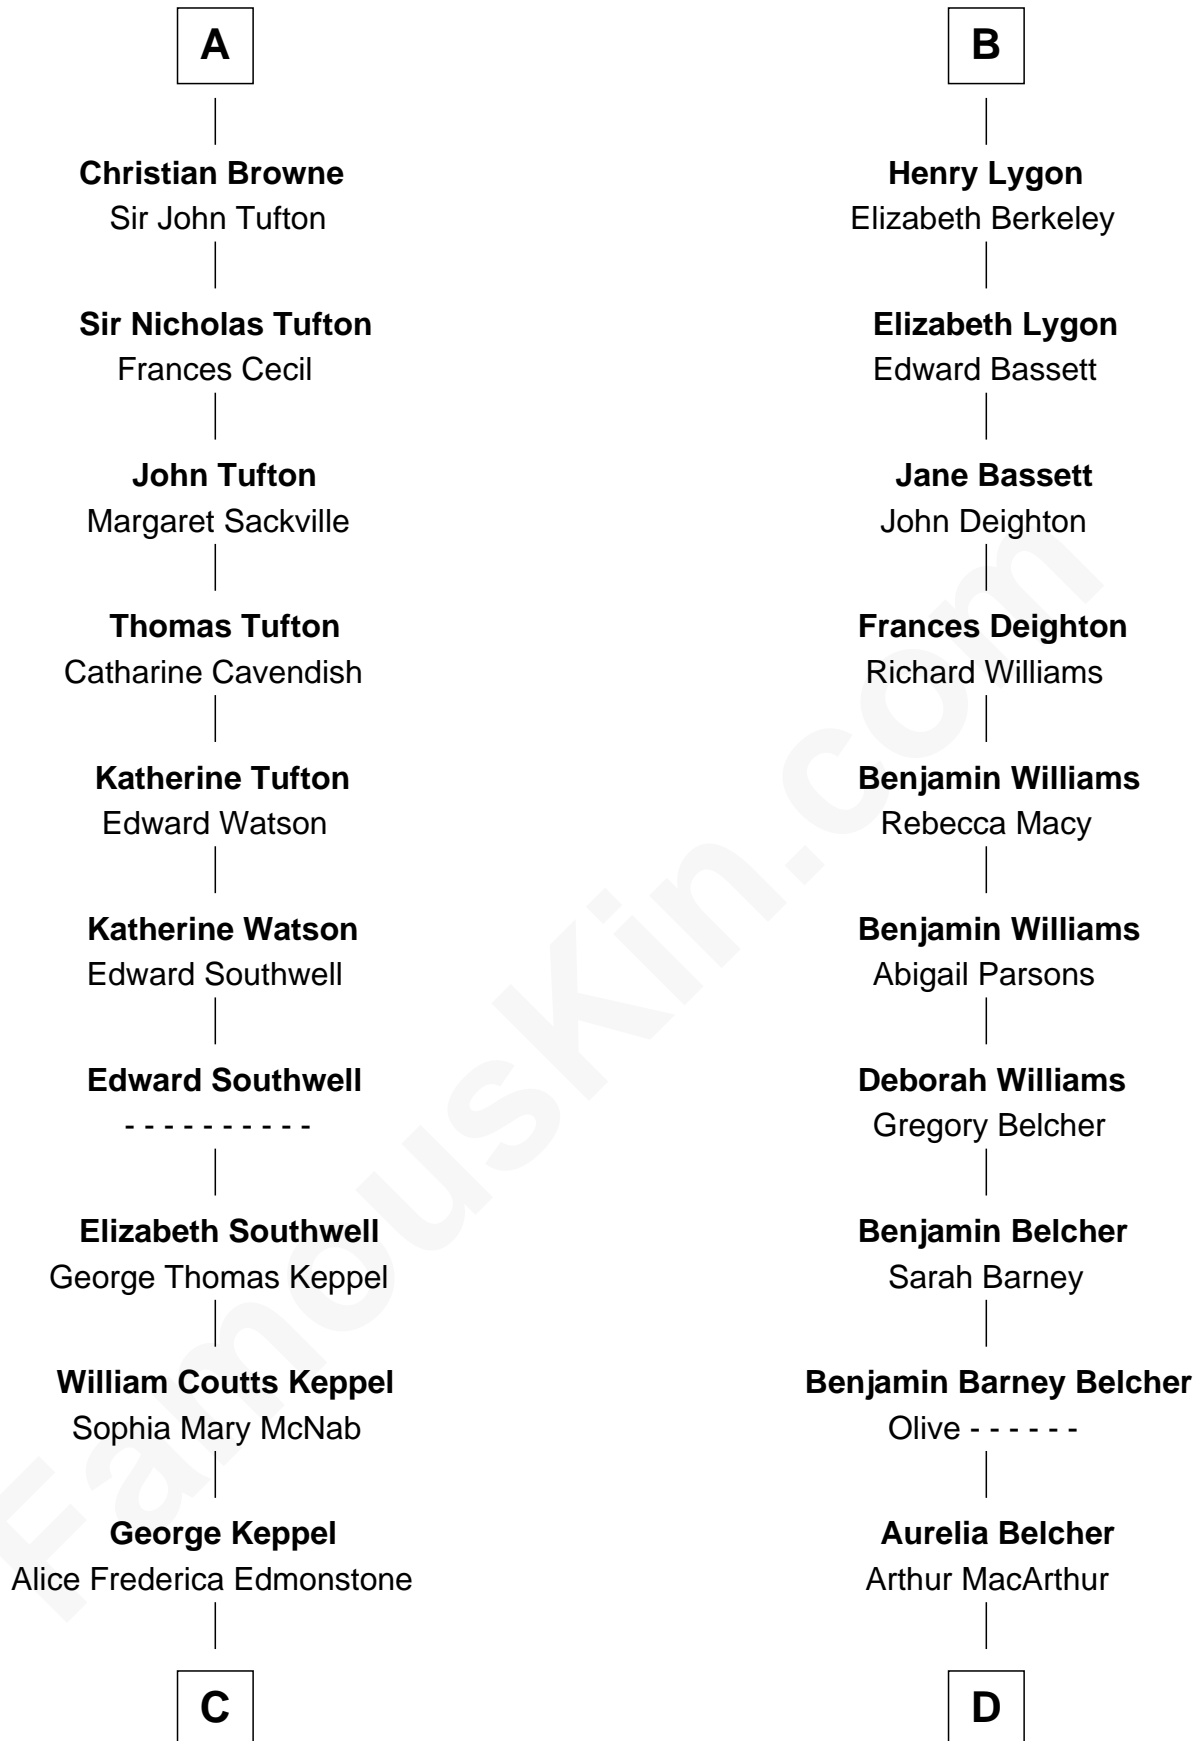 A
Christian Browne
Sir John Tufton
Sir Nicholas Tufton
Frances Cecil
John Tufton
Margaret Sackville
Thomas Tufton
Catharine Cavendish
Katherine Tufton
Edward Watson
Katherine Watson
Edward Southwell
Edward Southwell
- - - - - - - - - -
Elizabeth Southwell
George Thomas Keppel
William Coutts Keppel
Sophia Mary McNab
George Keppel
Alice Frederica Edmonstone
C
B
Henry Lygon
Elizabeth Berkeley
Elizabeth Lygon
Edward Bassett
Jane Bassett
John Deighton
Frances Deighton
Richard Williams
Benjamin Williams
Rebecca Macy
Benjamin Williams
Abigail Parsons
Deborah Williams
Gregory Belcher
Benjamin Belcher
Sarah Barney
Benjamin Barney Belcher
Olive - - - - - -
Aurelia Belcher
Arthur MacArthur
D
FamousKin.com